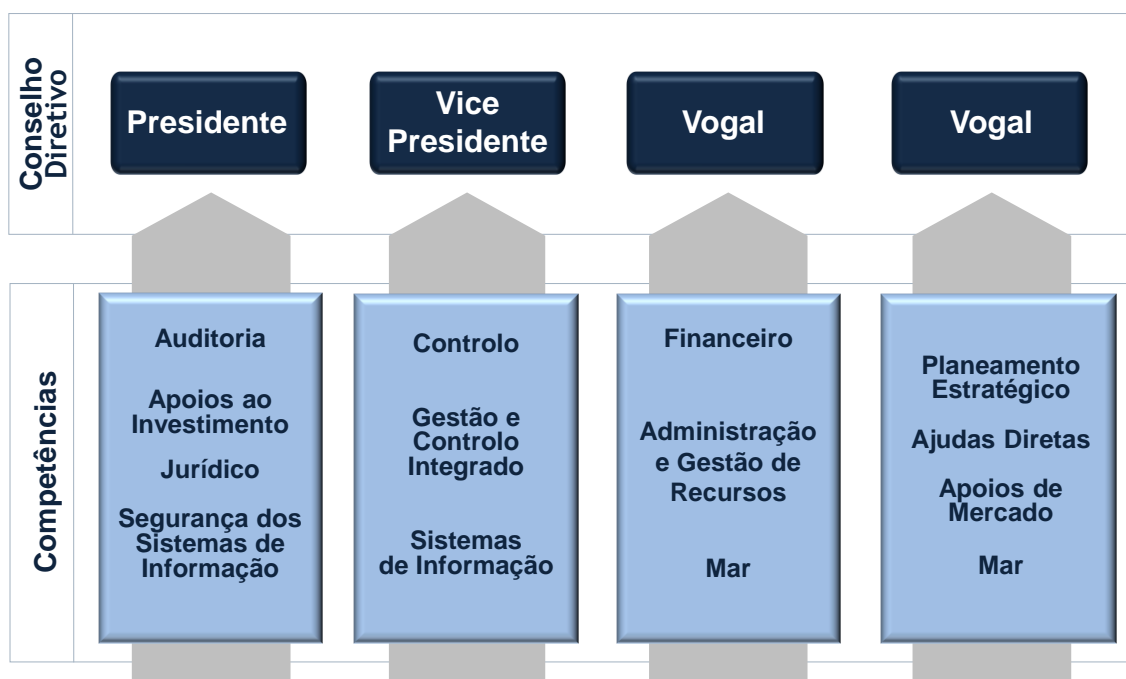 Conselho
Diretivo
Presidente
Vice
Presidente
Vogal
Vogal
Competências
Auditoria
Apoios ao
Investimento
Jurídico
Segurança dos
Sistemas de
Informação
Controlo
Gestão e
Controlo
Integrado
Sistemas
de Informação
Financeiro
Administração
e Gestão de
Recursos
Mar
Planeamento
Estratégico
Ajudas Diretas
Apoios de
Mercado
Mar